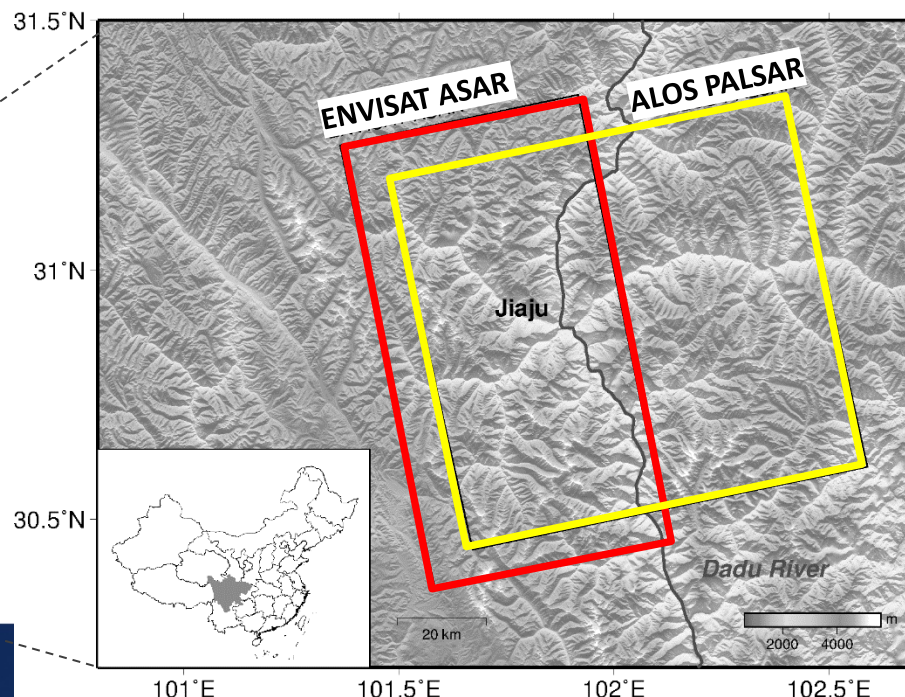 31.5°N
ENVISAT ASAR
ALOS PALSAR
31°N
Jiaju
30.5°N
Dadu River
m
2000 4000
20 km
101°E 101.5°E 102°E 102.5°E